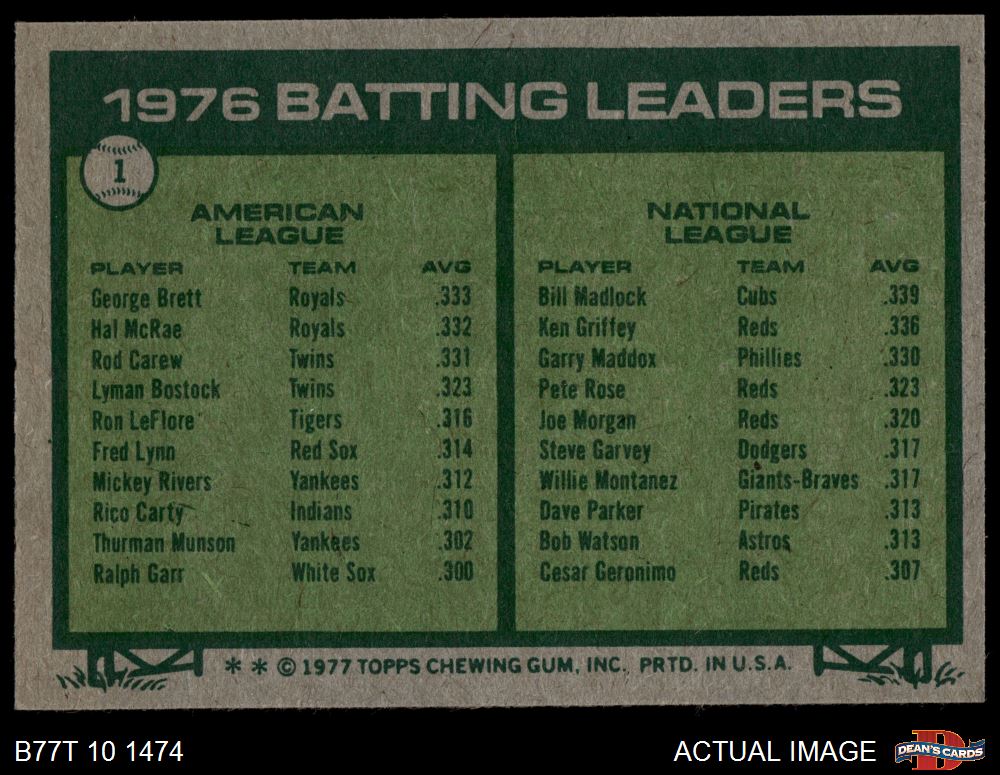 1976 BATTING LEADERS
1
AMERICAN
LEAGUE
PLAYER TEAM AVG
George Brett Royals .333
Hal McRae Royals .332
Rod Carew Twins .331
Lyman Bostock Twins .323
Ron LeFlore Tigers .316
Fred Lynn Red Sox .314
Mickey Rivers Yankees .312
Rico Carty Indians .310
Thurman Munson Yankees .302
Ralph Garr White Sox .300
NATIONAL
LEAGUE
PLAYER TEAM AVG
Bill Madlock Cubs .339
Ken Griffey Reds .336
Garry Maddox Phillies .330
Pete Rose Reds .323
Joe Morgan Reds .320
Steve Garvey Dodgers .317
Willie Montanez Giants-Braves .317
Dave Parker Pirates .313
Bob Watson Astros .313
Cesar Geronimo Reds .307
* * © 1977 TOPPS CHEWING GUM, INC. PRTD. IN U.S.A.
B77T 10 1474
ACTUAL IMAGE
DEAN'S CARDS